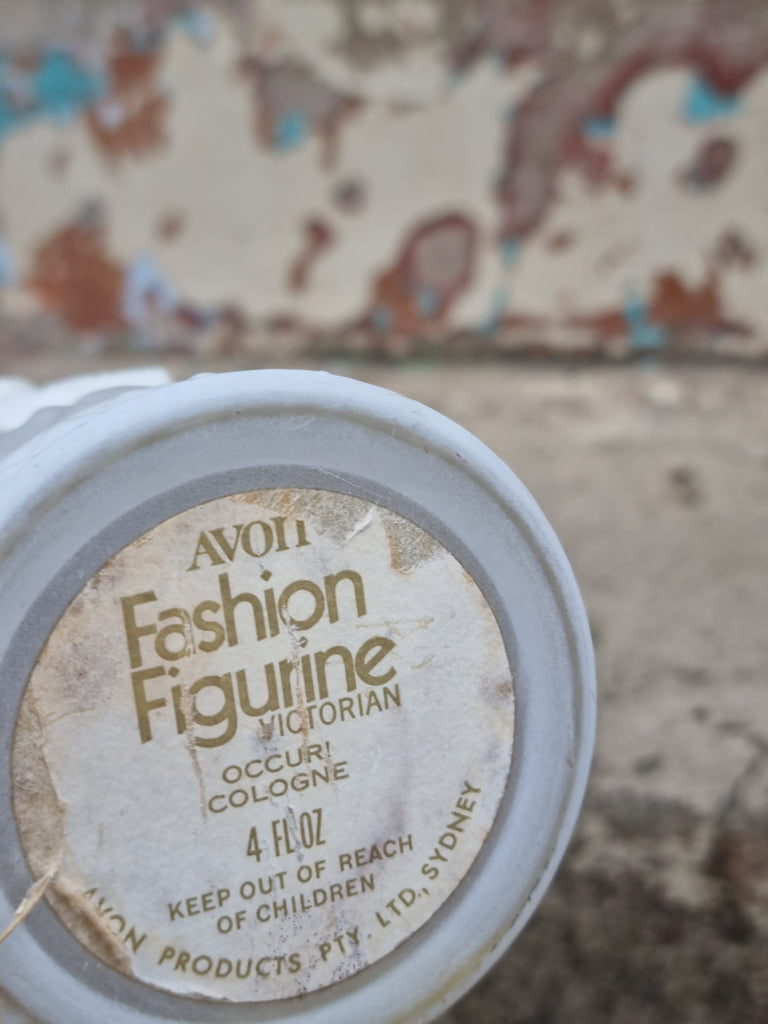 AVON
Fashion
Figurine
VICTORIAN
OCCUR!
COLOGNE
4 FL OZ
KEEP OUT OF REACH
OF CHILDREN
AVON PRODUCTS PTY. LTD., SYDNEY